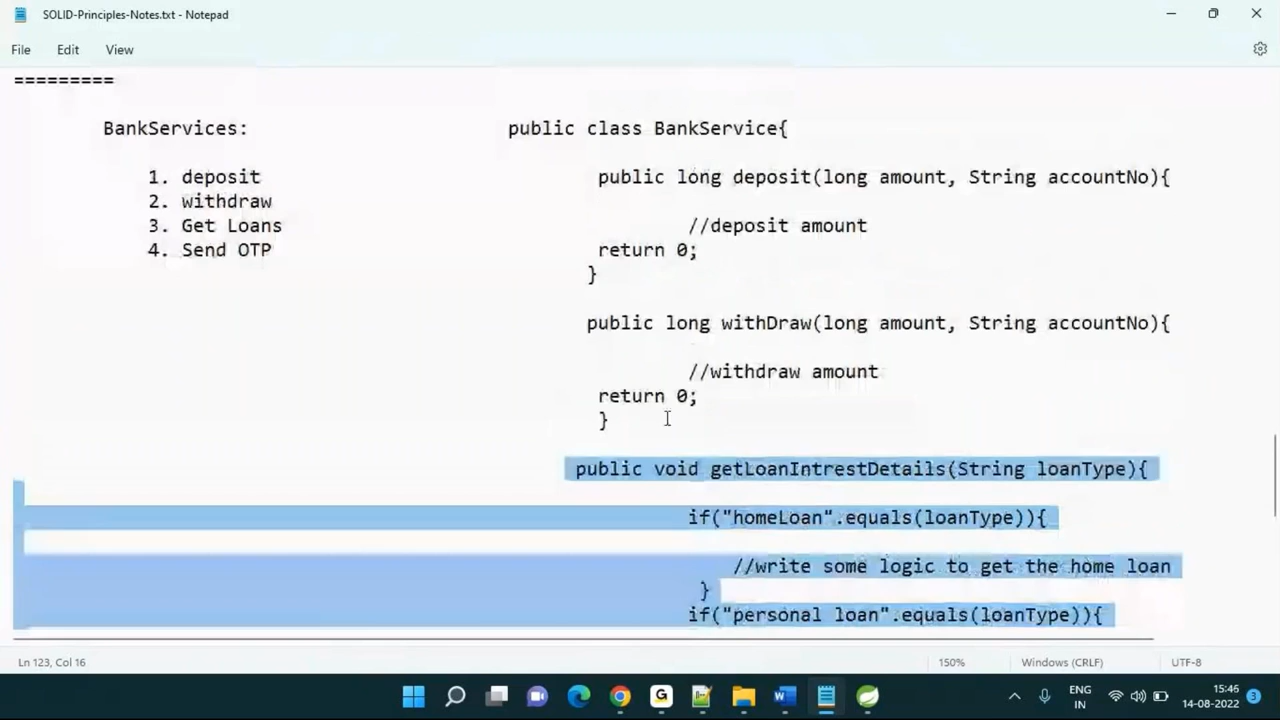 SOLID-Principles-Notes.txt - Notepad
File Edit View
=========
BankServices: public class BankService{
1. deposit public long deposit(long amount, String accountNo){
2. withdraw
3. Get Loans //deposit amount
4. Send OTP return 0;
}
public long withDraw(long amount, String accountNo){
//withdraw amount
return 0;
}
public void getLoanIntrestDetails(String loanType){
if("homeLoan".equals(loanType)){
//write some logic to get the home loan
}
if("personal loan".equals(loanType)){
Ln 123, Col 16 150% Windows (CRLF) UTF-8
ENG 15:46
IN 14-08-2022 3